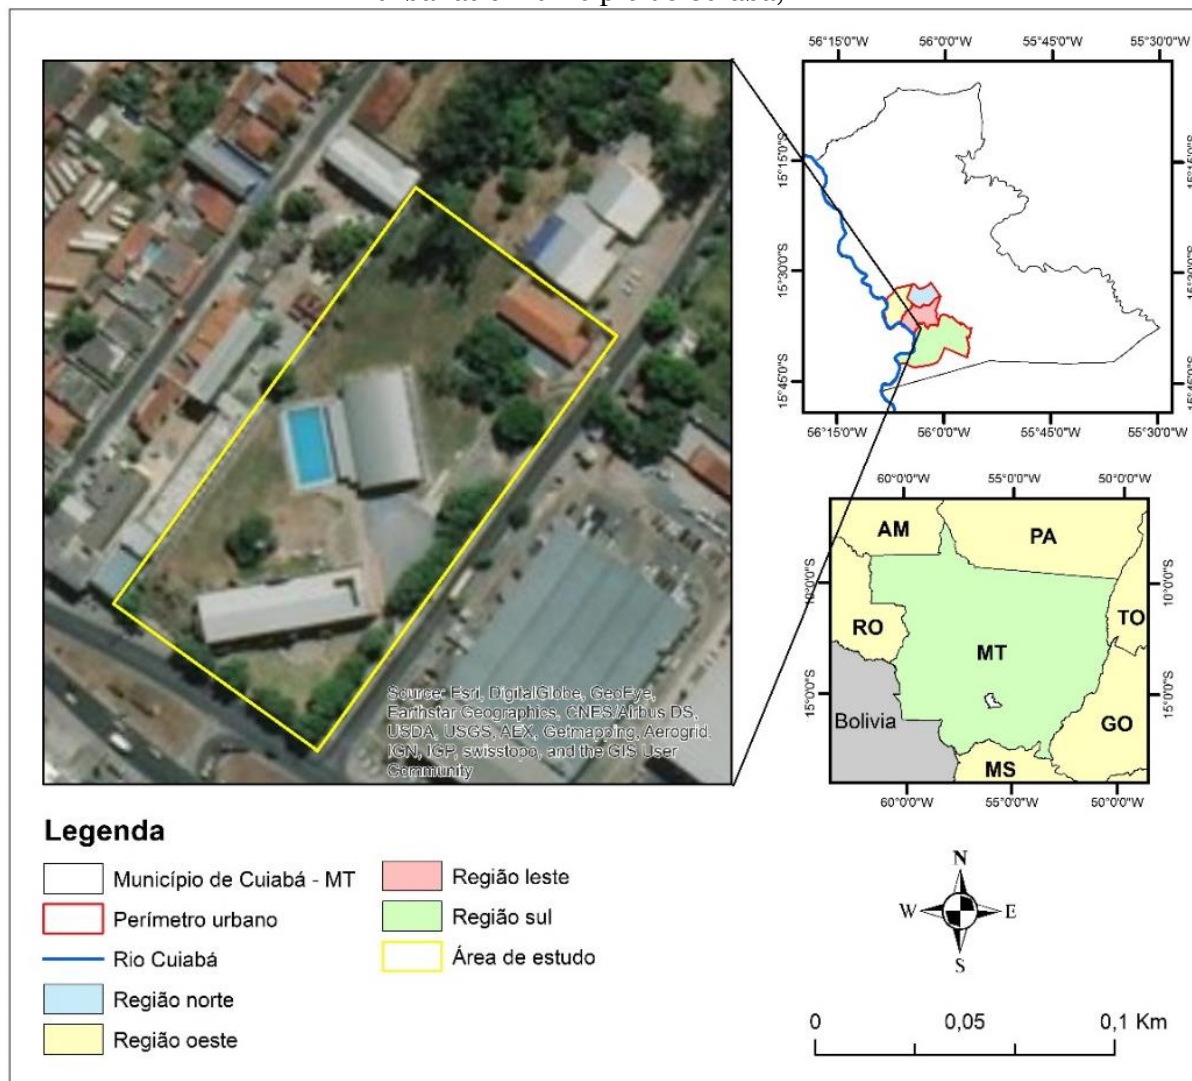 56°15'0"W 56°0'0"W 55°45'0"W 55°30'0"W
15°15'0"S
15°30'0"S 15°30'0"S
15°45'0"S 15°45'0"S
56°15'0"W 56°0'0"W 55°45'0"W 55°30'0"W
60°0'0"W 55°0'0"W 50°0'0"W
AM PA
10°0'0"S 10°0'0"S
RO MT TO
15°0'0"S 15°0'0"S
Bolivia GO
MS
60°0'0"W 55°0'0"W 50°0'0"W
Source: Esri, DigitalGlobe, GeoEye,
Earthstar Geographics, CNES/Airbus DS,
USDA, USGS, AEX, Getmapping, Aerogrid,
IGN, IGP, swisstopo, and the GIS User
Community
Legenda
Município de Cuiabá - MT
Perímetro urbano
Rio Cuiabá
Região norte
Região oeste
Região leste
Região sul
Área de estudo
N
W E
S
0 0,05 0,1 Km